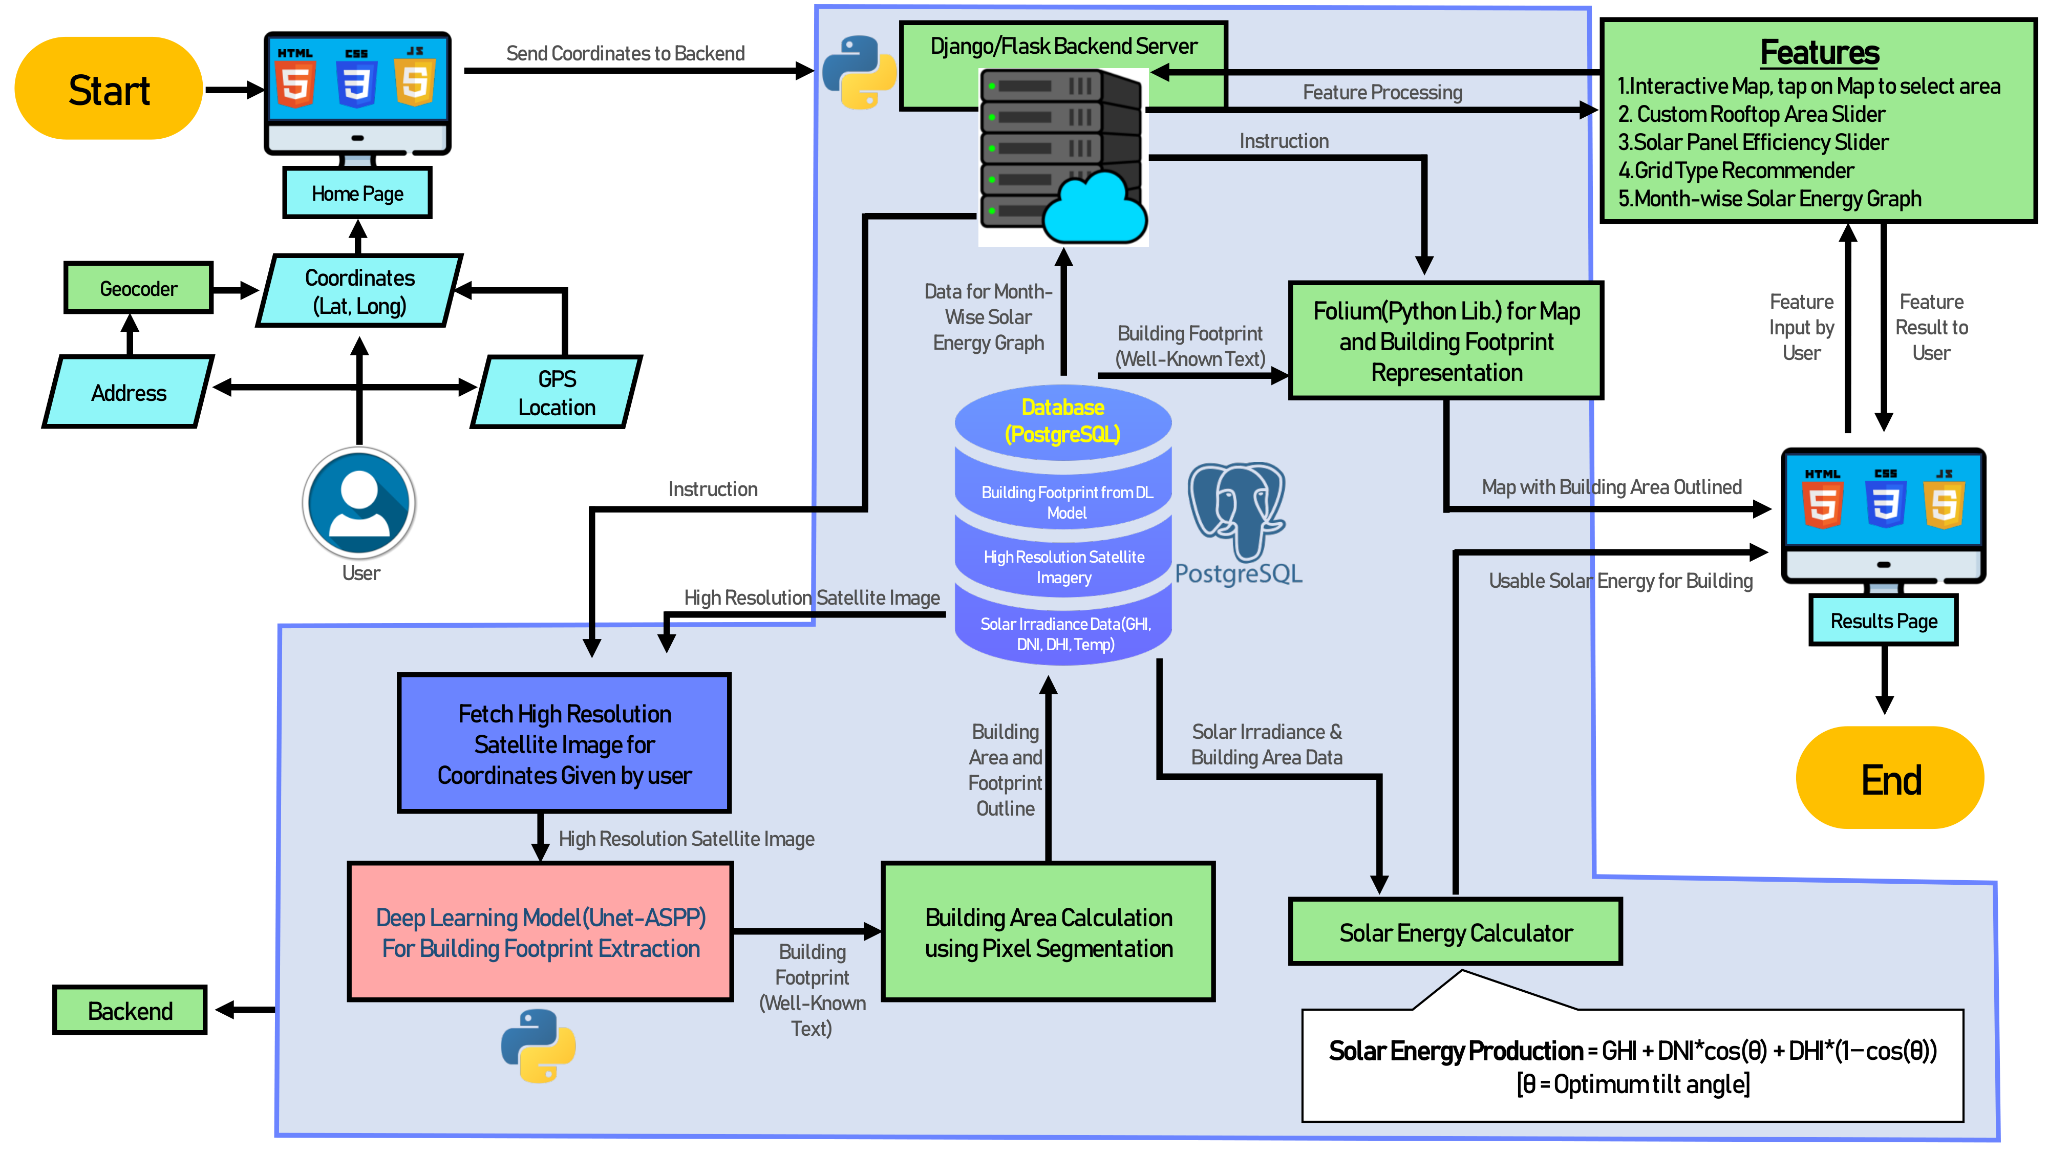 Start
HTML
CSS
JS
5
3
5
Home Page
Send Coordinates to Backend
Geocoder
Coordinates
(Lat, Long)
Address
GPS
Location
User
Django/Flask Backend Server
Feature Processing
Instruction
Features
1.Interactive Map, tap on Map to select area
2. Custom Rooftop Area Slider
3.Solar Panel Efficiency Slider
4.Grid Type Recommender
5.Month-wise Solar Energy Graph
Data for Month-
Wise Solar
Energy Graph
Building Footprint
(Well-Known Text)
Folium(Python Lib.) for Map
and Building Footprint
Representation
Feature
Input by
User
Feature
Result to
User
Database
(PostgreSQL)
Building Footprint from DL
Model
High Resolution Satellite
Imagery
Solar Irradiance Data(GHI,
DNI, DHI, Temp)
PostgreSQL
Instruction
High Resolution Satellite Image
Map with Building Area Outlined
Usable Solar Energy for Building
HTML
CSS
JS
5
3
5
Results Page
End
Fetch High Resolution
Satellite Image for
Coordinates Given by user
High Resolution Satellite Image
Building
Area and
Footprint
Outline
Solar Irradiance &
Building Area Data
Deep Learning Model(Unet-ASPP)
For Building Footprint Extraction
Building
Footprint
(Well-Known
Text)
Building Area Calculation
using Pixel Segmentation
Solar Energy Calculator
Backend
Solar Energy Production = GHI + DNI*cos(θ) + DHI*(1−cos(θ))
[θ = Optimum tilt angle]